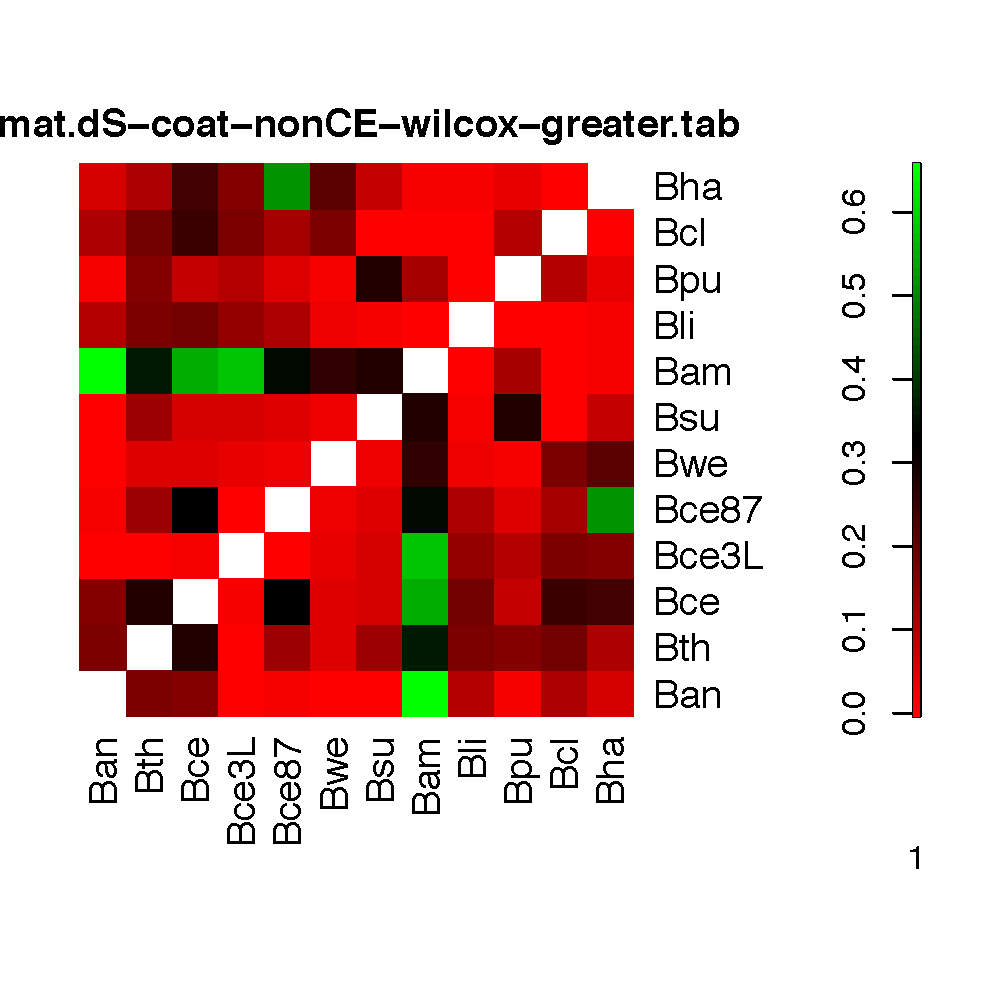 mat.dS−coat−nonCE−wilcox−greater.tab
Bha
Bcl
Bpu
Bli
Bam
Bsu
Bwe
Bce87
Bce3L
Bce
Bth
Ban
Ban
Bth
Bce
Bce3L
Bce87
Bwe
Bsu
Bam
Bli
Bpu
Bcl
Bha
0.0
0.1
0.2
0.3
0.4
0.5
0.6
1